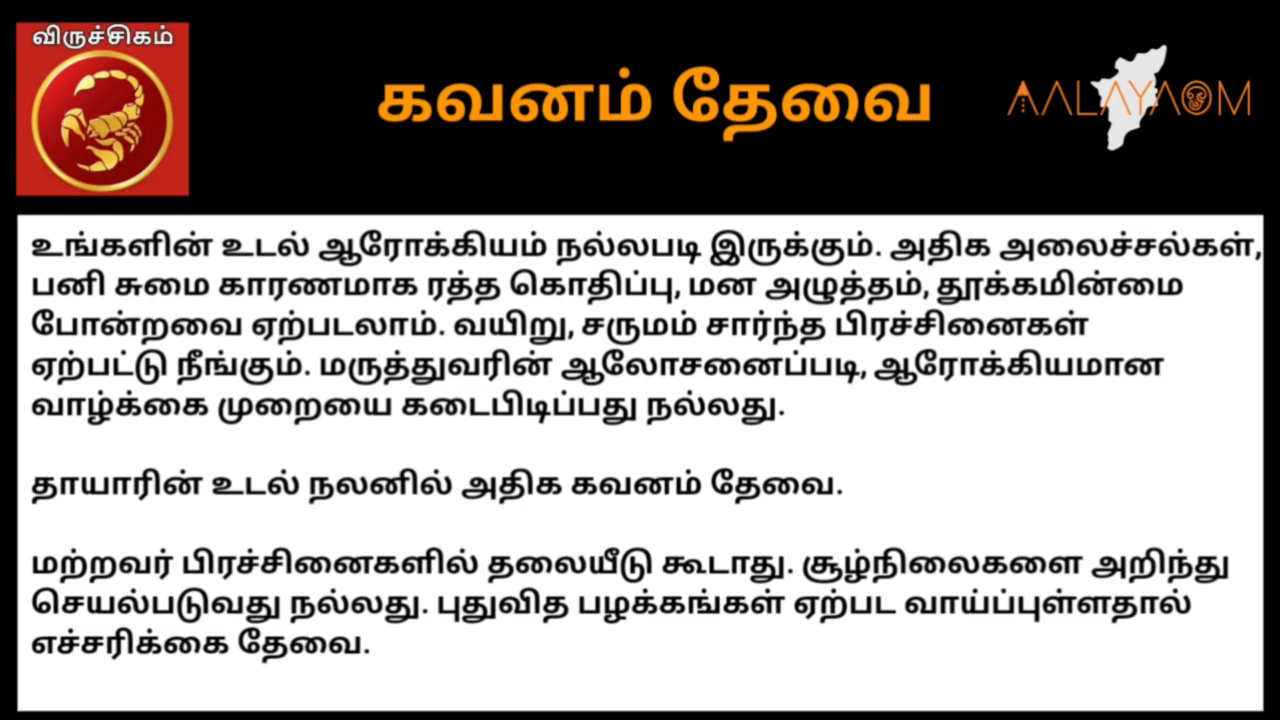 விருச்சிகம்
கவனம் தேவை
AALAYAOM
உங்களின் உடல் ஆரோக்கியம் நல்லபடி இருக்கும். அதிக அலைச்சல்கள்,
பனி சுமை காரணமாக ரத்த கொதிப்பு, மன அழுத்தம், தூக்கமின்மை
போன்றவை ஏற்படலாம். வயிறு, சருமம் சார்ந்த பிரச்சினைகள்
ஏற்பட்டு நீங்கும். மருத்துவரின் ஆலோசனைப்படி, ஆரோக்கியமான
வாழ்க்கை முறையை கடைபிடிப்பது நல்லது.
தாயாரின் உடல் நலனில் அதிக கவனம் தேவை.
மற்றவர் பிரச்சினைகளில் தலையீடு கூடாது. சூழ்நிலைகளை அறிந்து
செயல்படுவது நல்லது. புதுவித பழக்கங்கள் ஏற்பட வாய்ப்புள்ளதால்
எச்சரிக்கை தேவை.